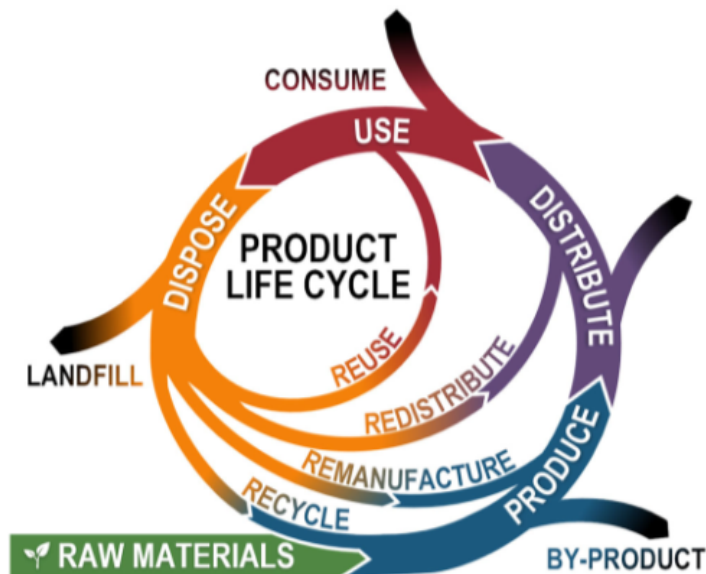 CONSUME
USE
DISTRIBUTE
DISPOSE
PRODUCT
LIFE CYCLE
REUSE
LANDFILL
REDISTRIBUTE
REMANUFACTURE
PRODUCE
RECYCLE
RAW MATERIALS
BY-PRODUCT